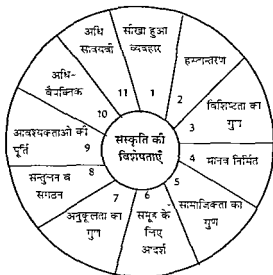 संस्कृति की
विशेषताएँ
सीखा हुआ
व्यवहार
1
हस्तान्तरण
2
विशिष्टता का
गुण
3
मानव निर्मित
4
सामाजिकता का
गुण
5
समूह के
लिए
आदर्श
6
अनुकूलता का
गुण
7
सन्तुलन व
संगठन
8
आवश्यकताओं की
पूर्ति
9
अधि-
वैयक्तिक
10
अधि
सावयवी
11